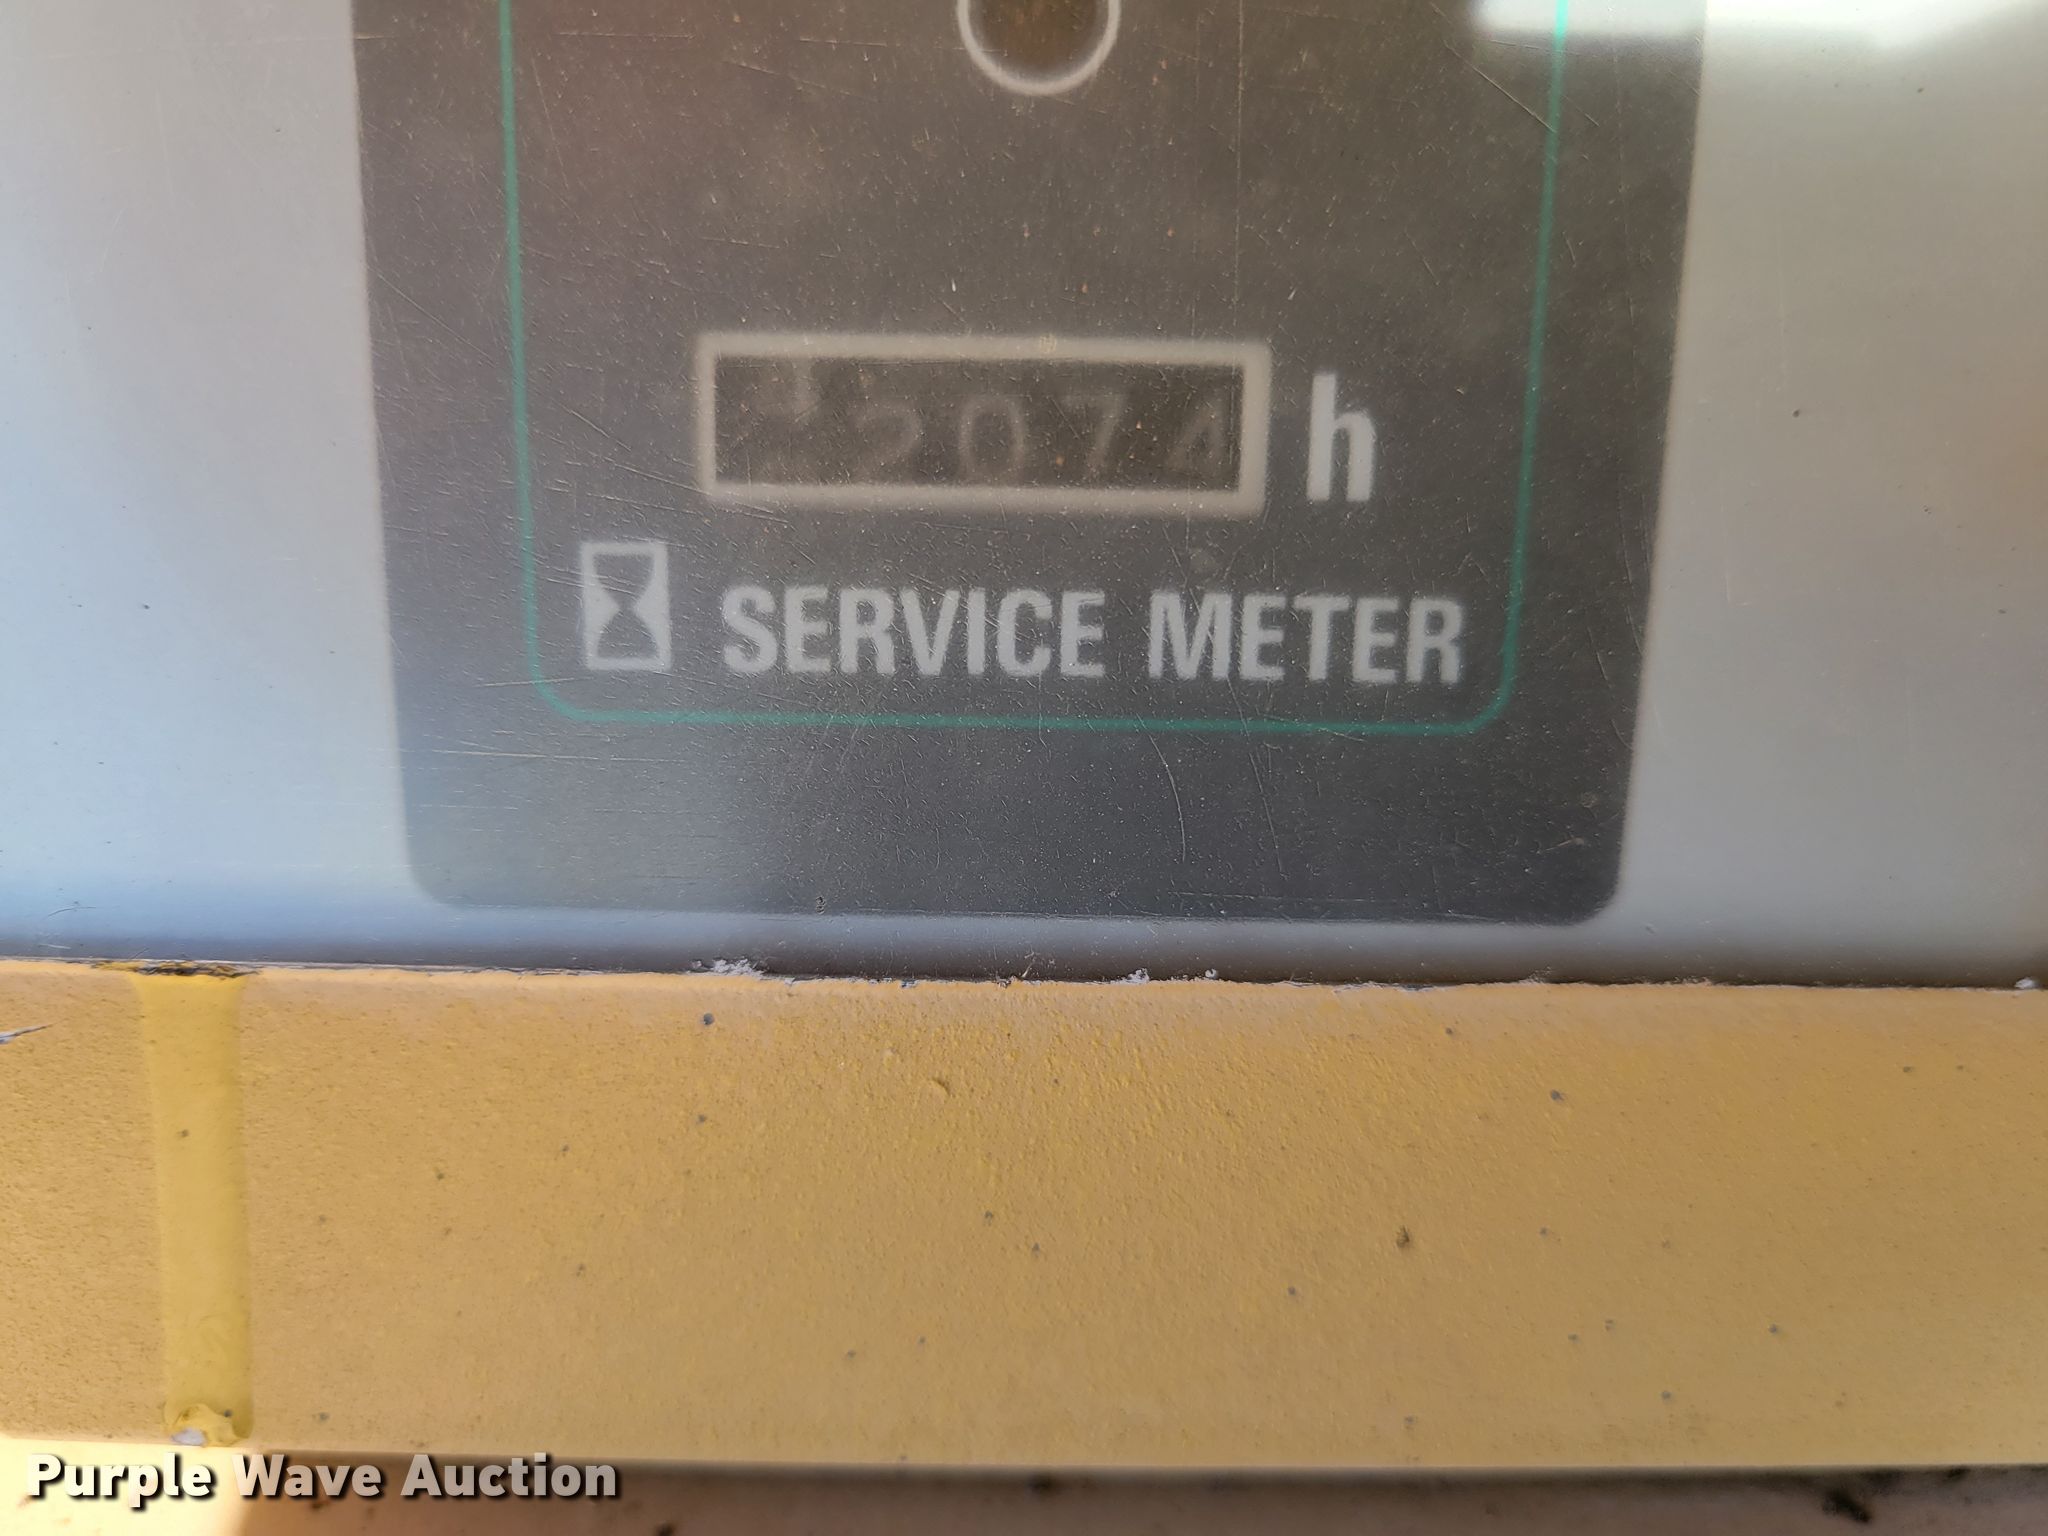 2074 h
SERVICE METER
Purple Wave Auction